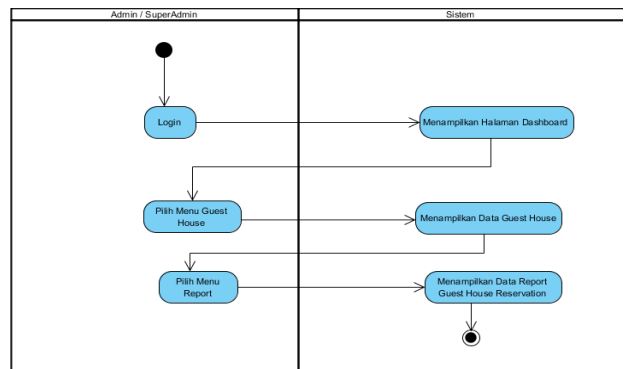 Admin / SuperAdmin
Sistem
Login
Menampilkan Halaman Dashboard
Pilih Menu Guest
House
Menampilkan Data Guest House
Pilih Menu
Report
Menampilkan Data Report
Guest House Reservation